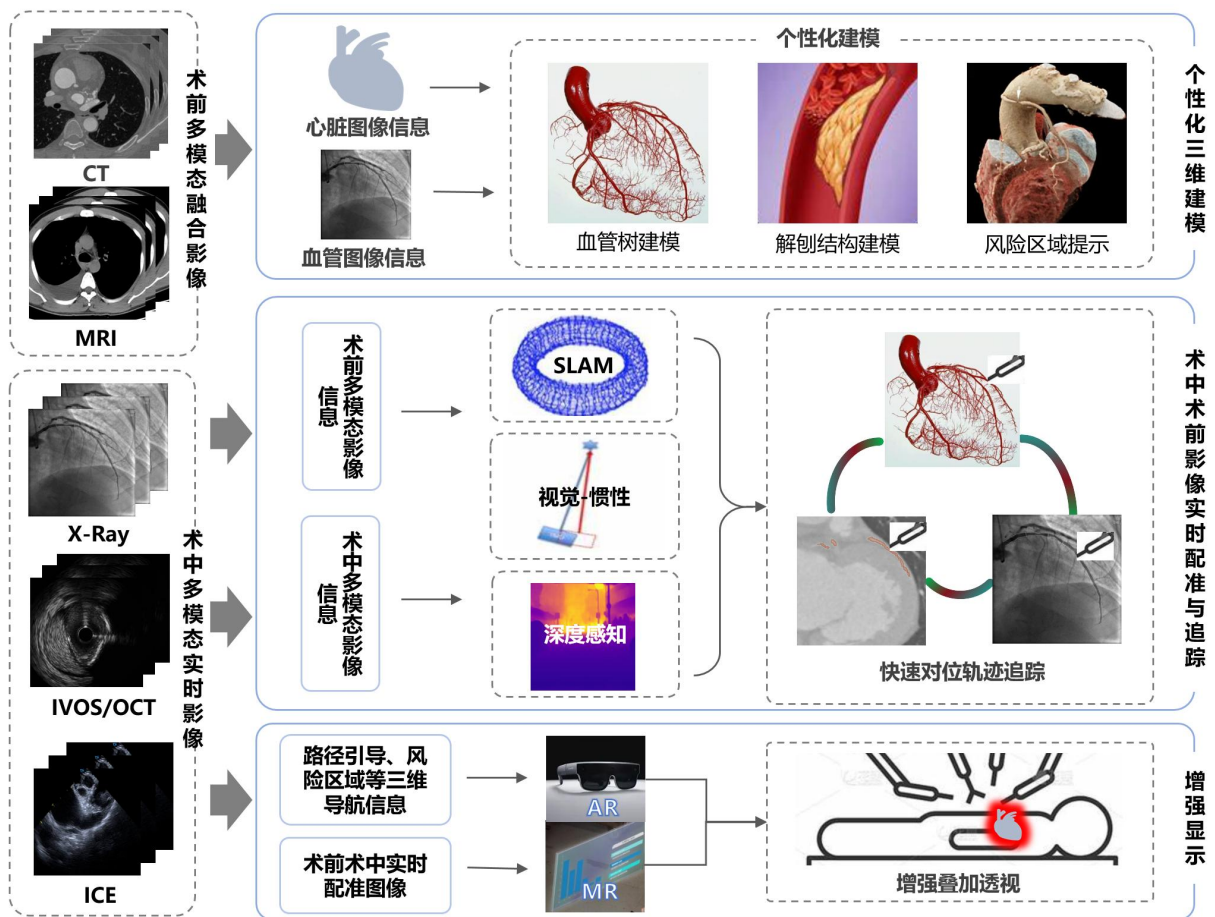 CT
MRI
术前多模态融合影像
心脏图像信息
血管图像信息
个性化建模
血管树建模
解刨结构建模
风险区域提示
个性化三维建模
X-Ray
IVOS/OCT
ICE
术中多模态实时影像
术前多模态影像
信息
术中多模态影像
信息
SLAM
视觉-惯性
深度感知
快速对位轨迹追踪
术中术前影像实时配准与追踪
路径引导、风
险区域等三维
导航信息
术前术中实时
配准图像
AR
MR
增强叠加透视
增强显示